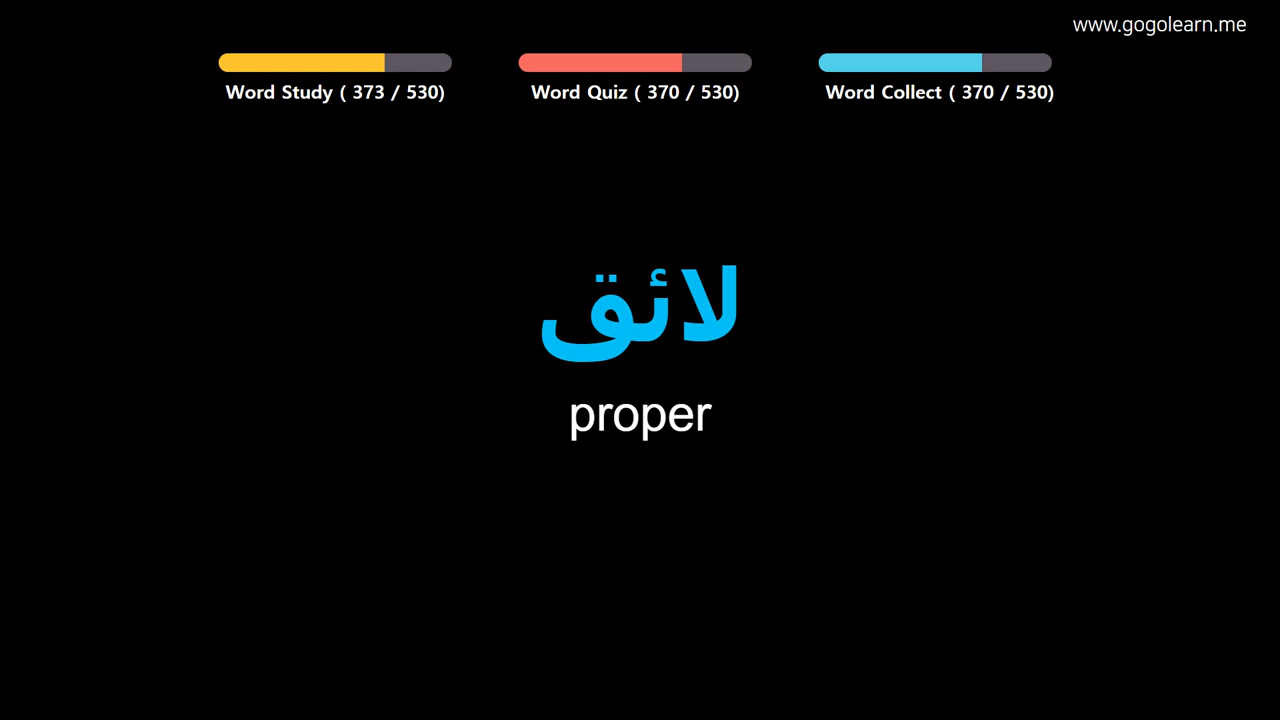 www.gogolearn.me
Word Study ( 373 / 530)
Word Quiz ( 370 / 530)
Word Collect ( 370 / 530)
لائق
proper